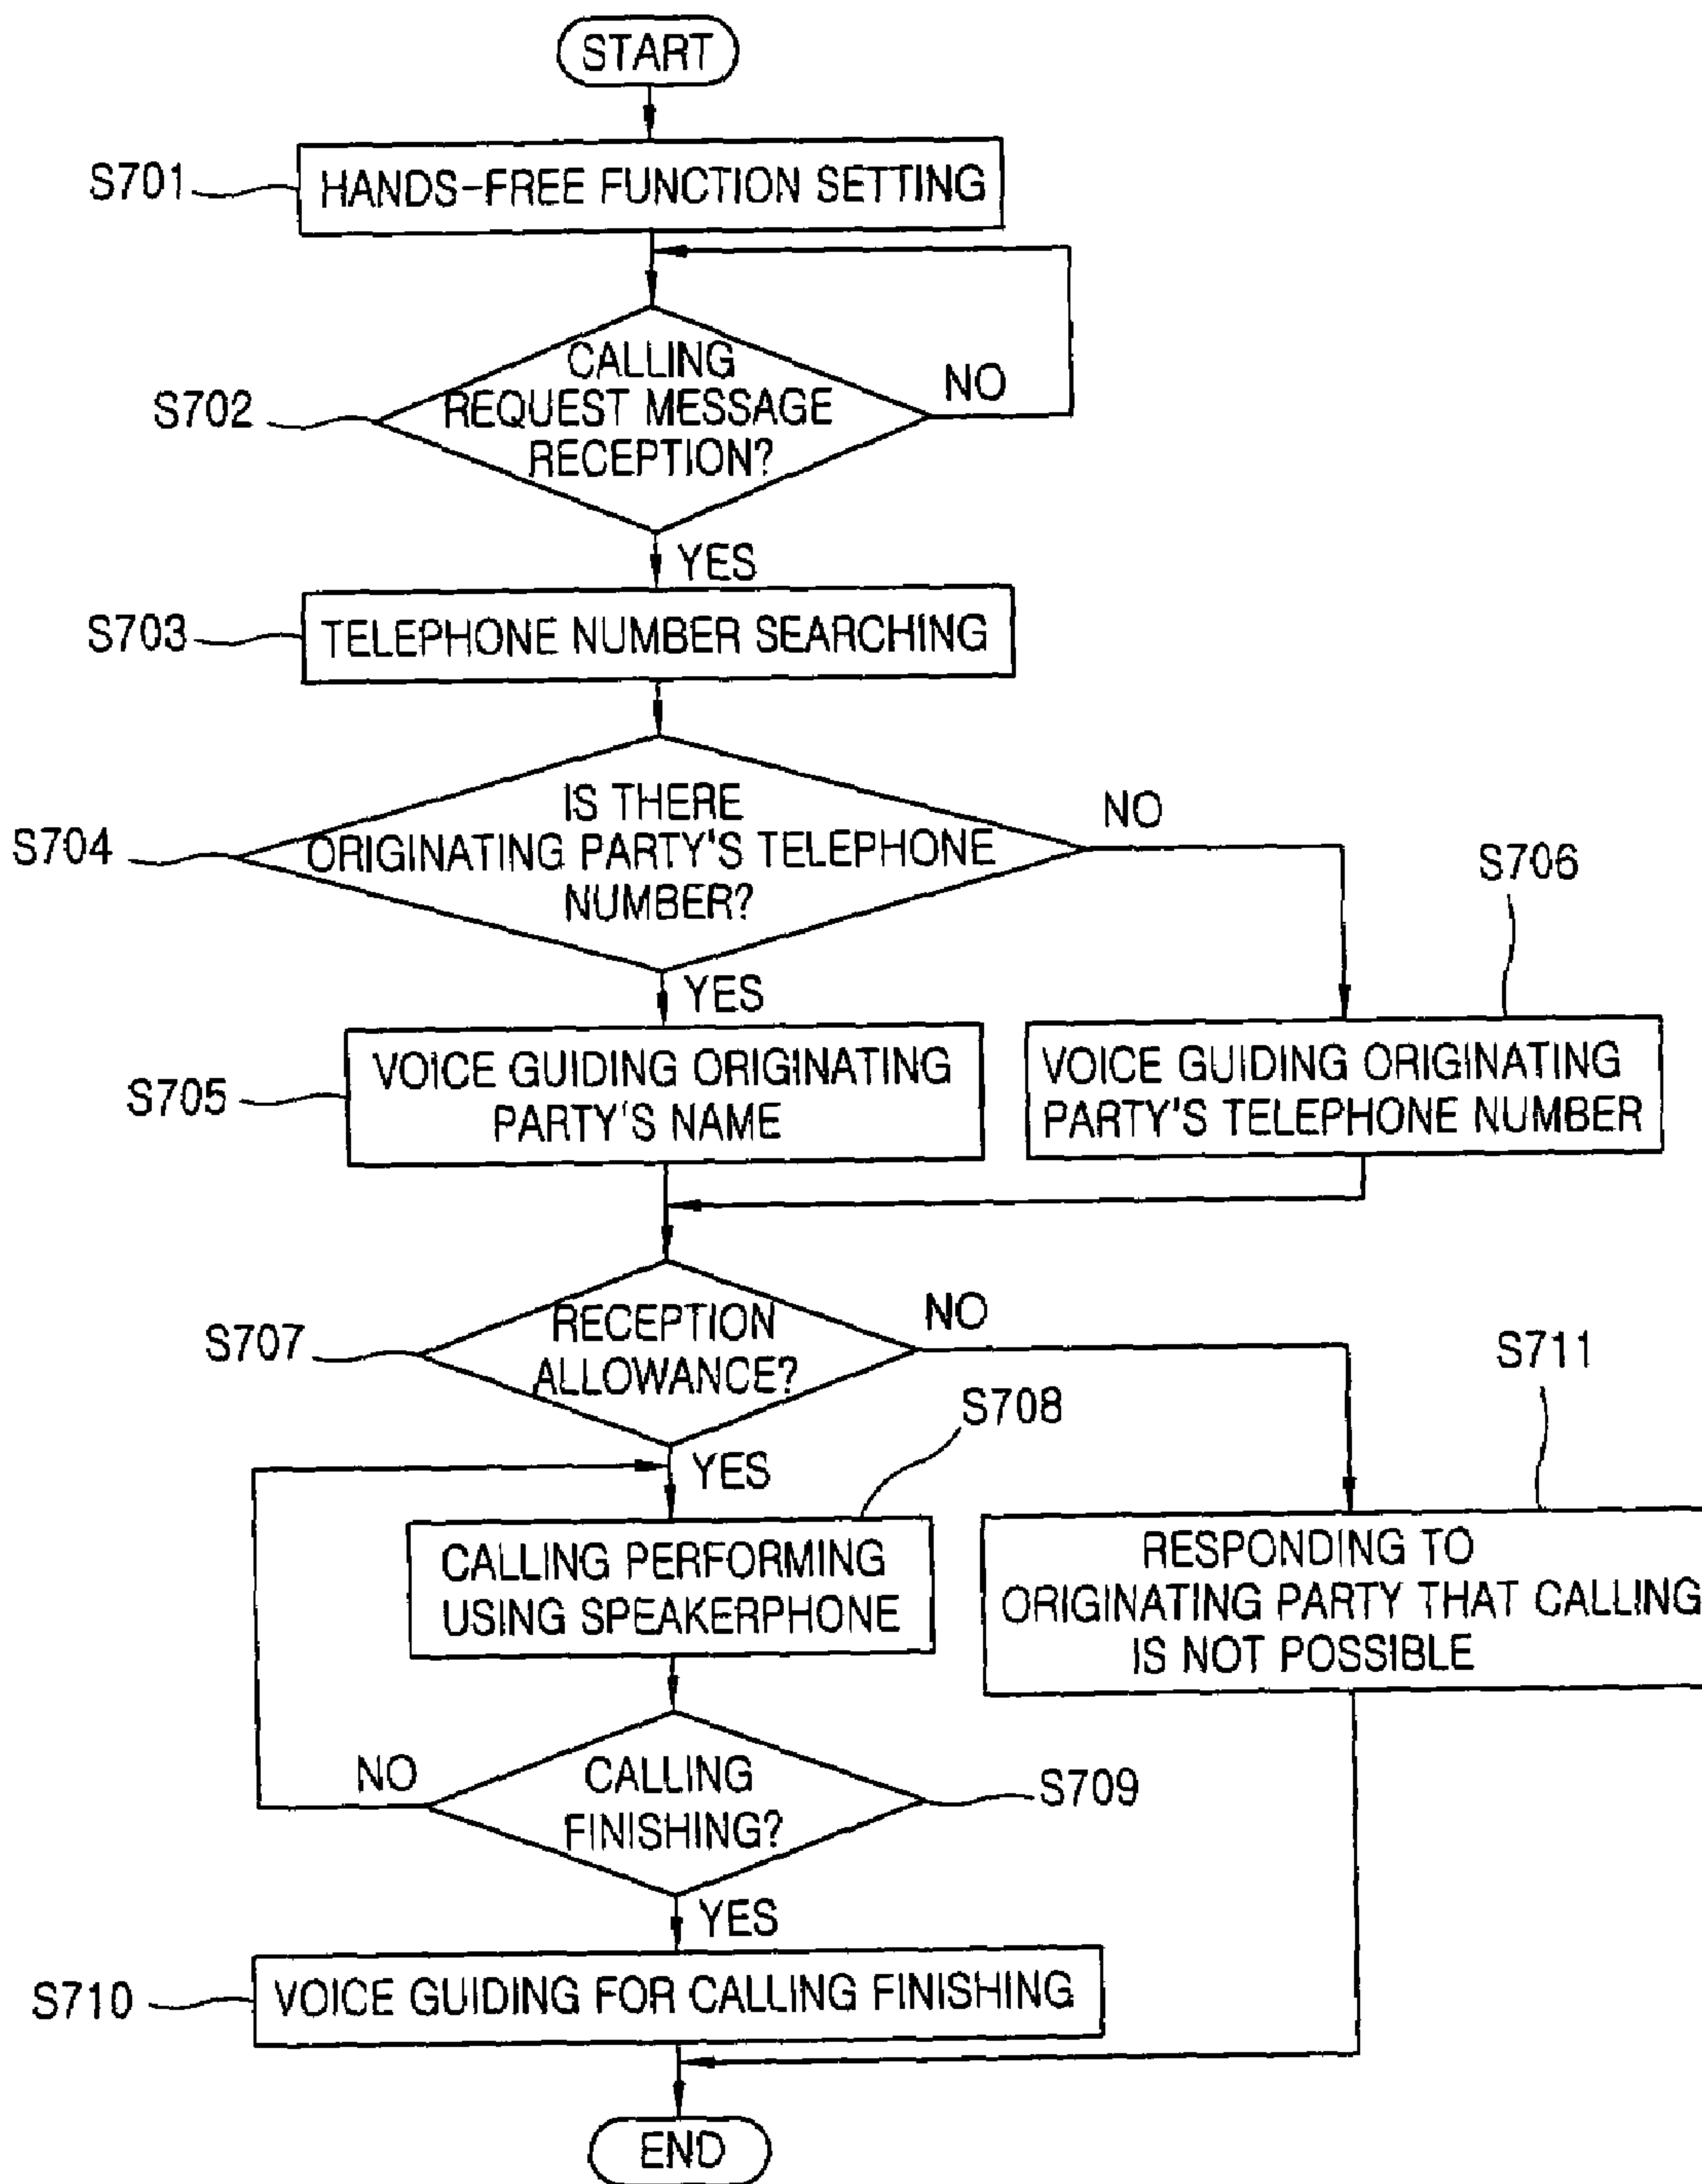 START
S701
HANDS-FREE FUNCTION SETTING
S702
CALLING
REQUEST MESSAGE
RECEPTION?
NO
YES
S703
TELEPHONE NUMBER SEARCHING
S704
IS THERE
ORIGINATING PARTY'S TELEPHONE
NUMBER?
NO
YES
S705
VOICE GUIDING ORIGINATING
PARTY'S NAME
S706
VOICE GUIDING ORIGINATING
PARTY'S TELEPHONE NUMBER
S707
RECEPTION
ALLOWANCE?
NO
YES
S708
CALLING PERFORMING
USING SPEAKERPHONE
S711
RESPONDING TO
ORIGINATING PARTY THAT CALLING
IS NOT POSSIBLE
NO
CALLING
FINISHING?
S709
YES
S710
VOICE GUIDING FOR CALLING FINISHING
END